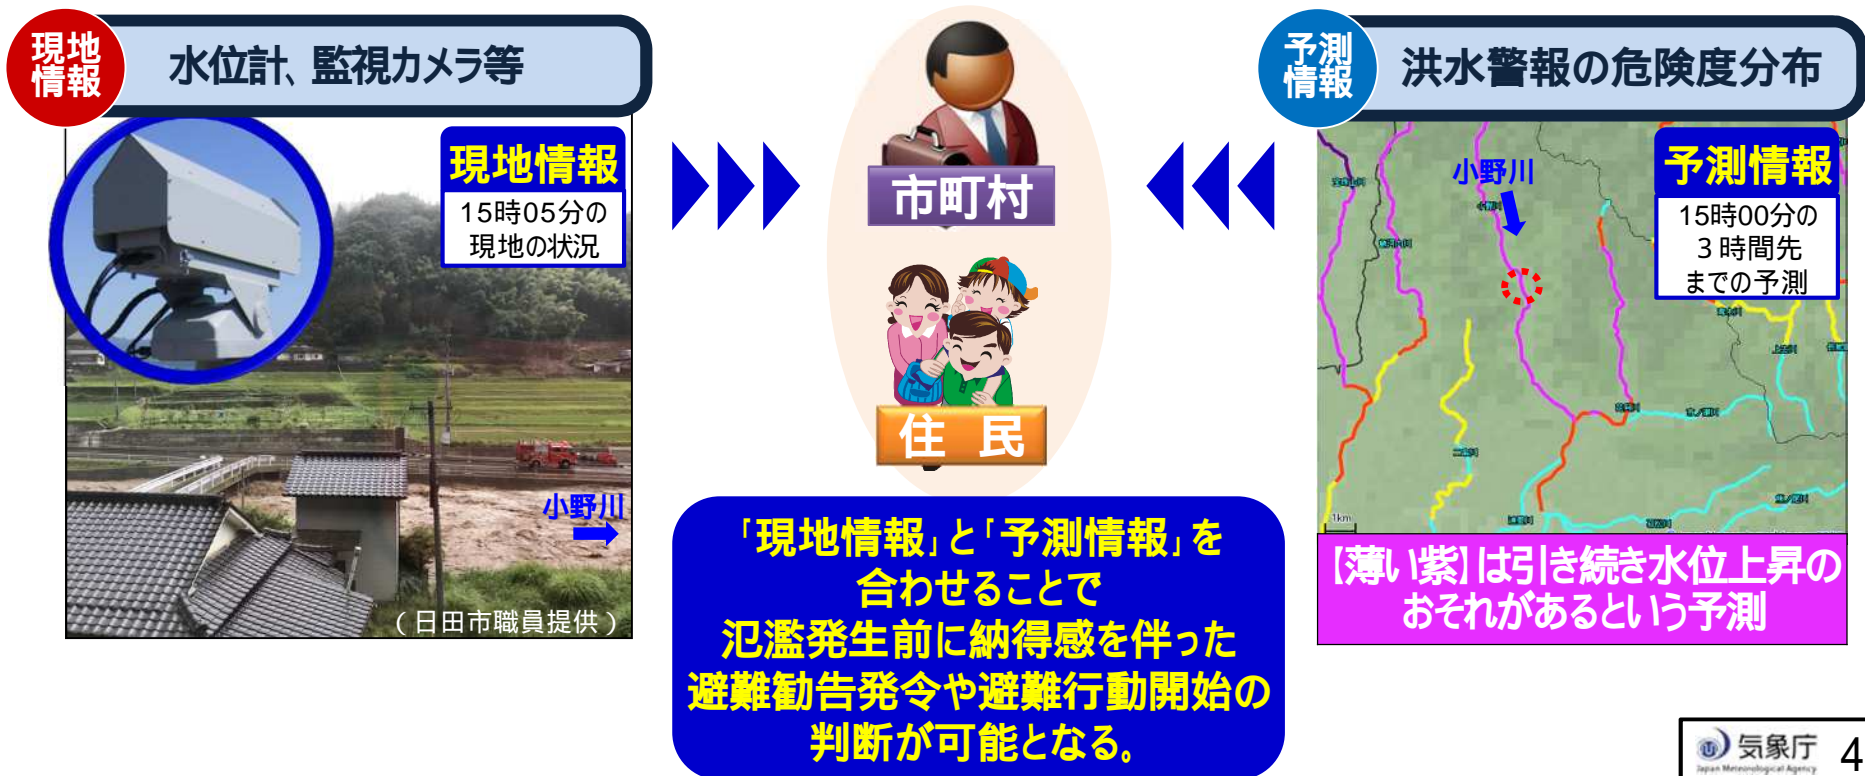 現地
情報
水位計、監視カメラ等
現地情報
15時05分の
現地の状況
小野川
（日田市職員提供）
市町村
住 民
「現地情報」と「予測情報」を
合わせることで
氾濫発生前に納得感を伴った
避難勧告発令や避難行動開始の
判断が可能となる。
予測
情報
洪水警報の危険度分布
小野川
予測情報
15時00分の
３時間先
までの予測
小野川
1km
【薄い紫】は引き続き水位上昇の
おそれがあるという予測
気象庁
Japan Meteorological Agency
4